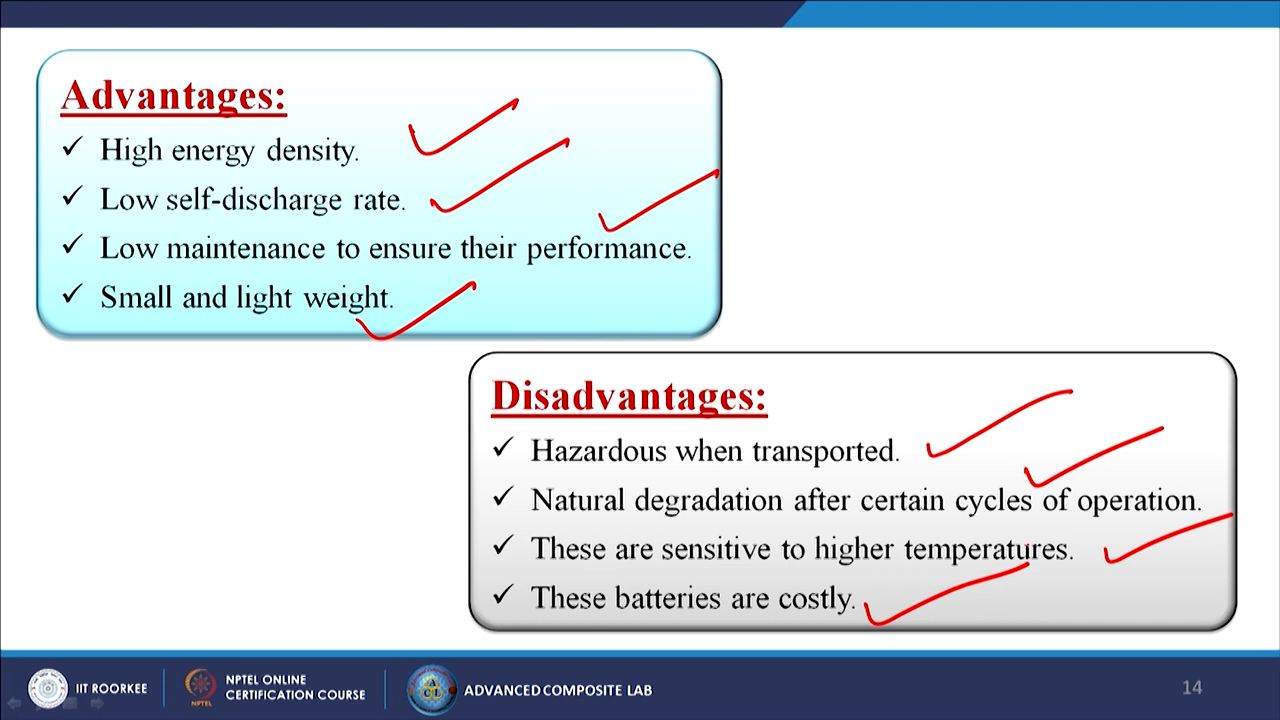 Advantages:
✓ High energy density.
✓ Low self-discharge rate.
✓ Low maintenance to ensure their performance.
✓ Small and light weight.
Disadvantages:
✓ Hazardous when transported.
✓ Natural degradation after certain cycles of operation.
✓ These are sensitive to higher temperatures.
✓ These batteries are costly.
IIT ROORKEE
NPTEL
NPTEL ONLINE
CERTIFICATION COURSE
ACL
ADVANCED COMPOSITE LAB
14